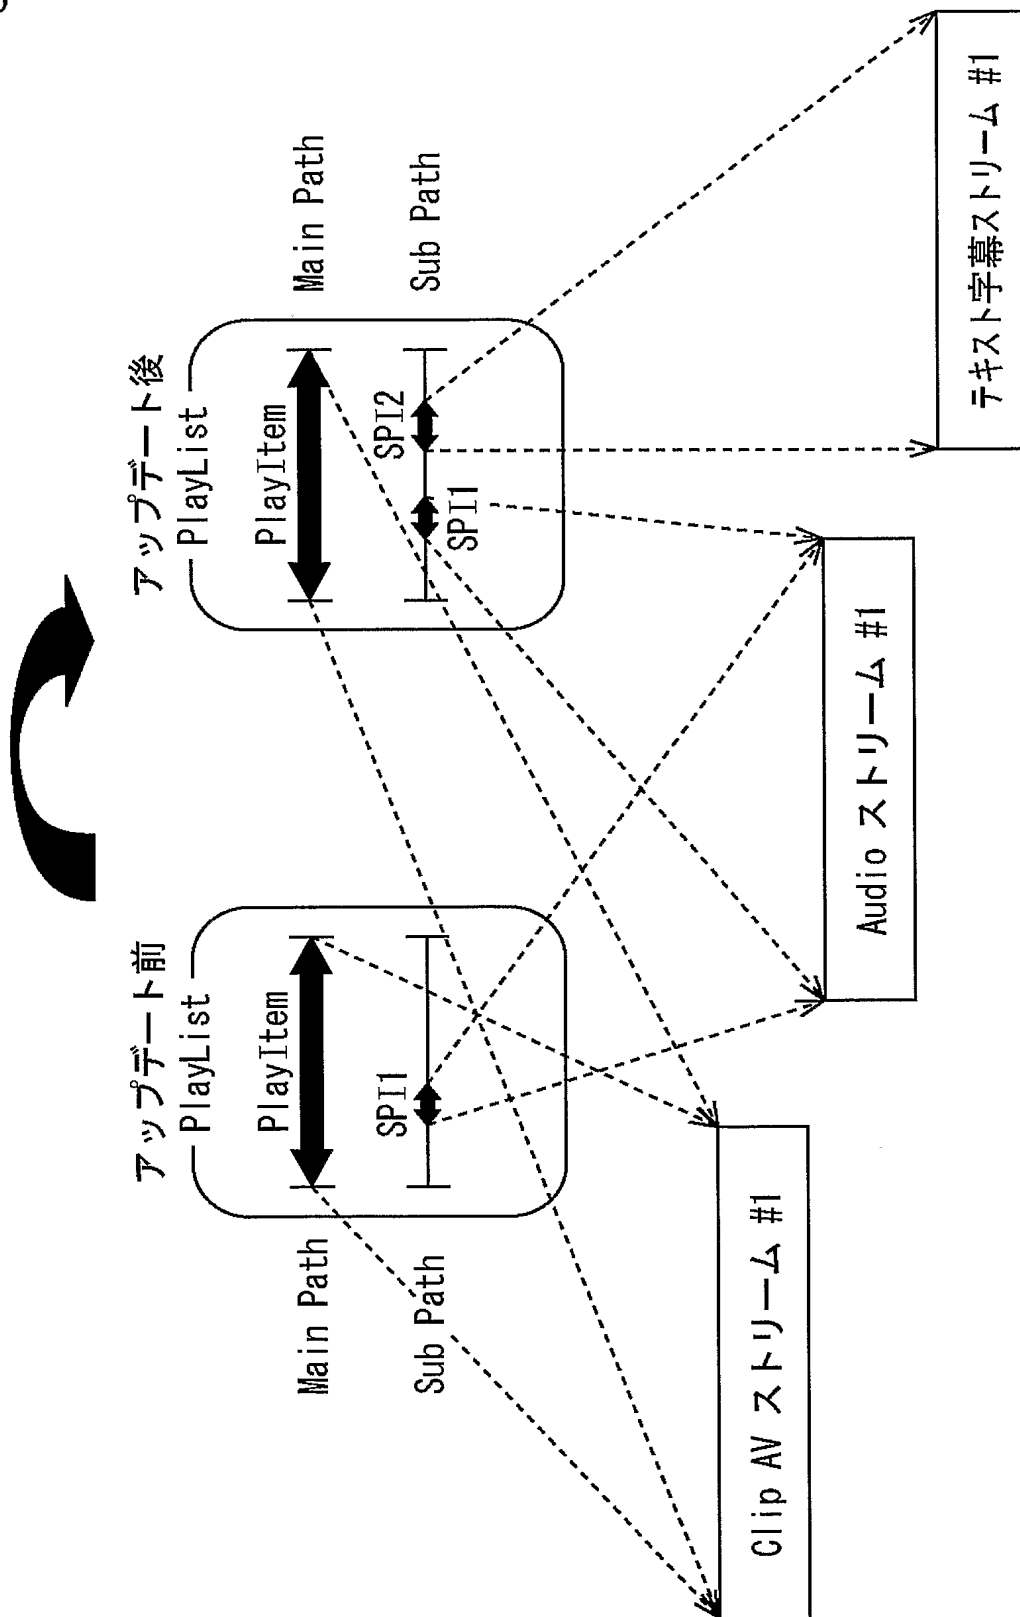 アップデート前
PlayList
PlayItem
Main Path
SPI1
Sub Path
アップデート後
PlayList
PlayItem
Main Path
SPI1
SPI2
Sub Path
Clip AV ストリーム #1
Audio ストリーム #1
テキスト字幕ストリーム #1